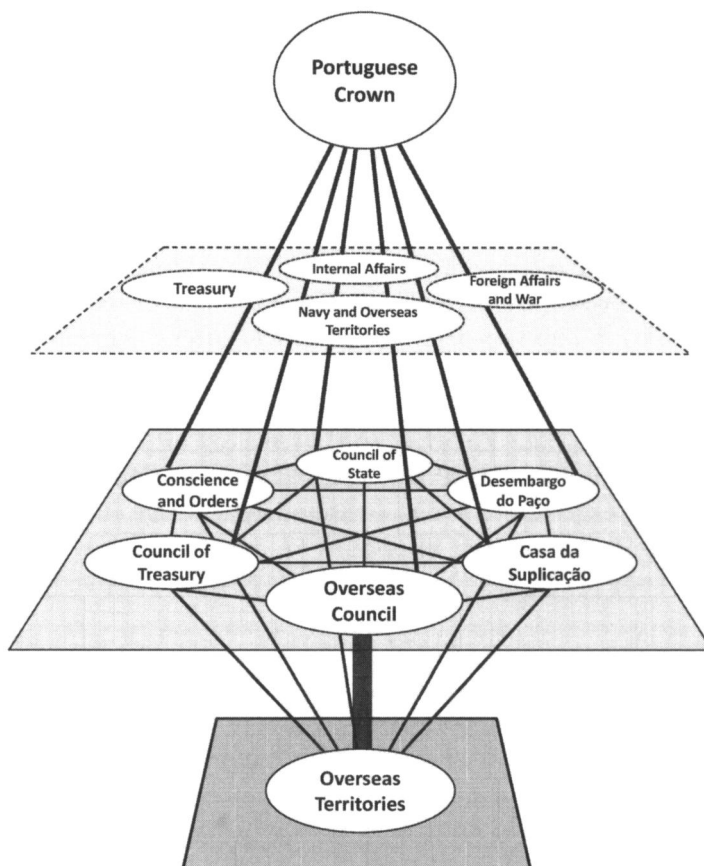 Portuguese
Crown
Internal Affairs
Treasury
Foreign Affairs
and War
Navy and Overseas
Territories
Council of
State
Conscience
and Orders
Desembargo
do Paço
Council of
Treasury
Casa da
Suplicação
Overseas
Council
Overseas
Territories